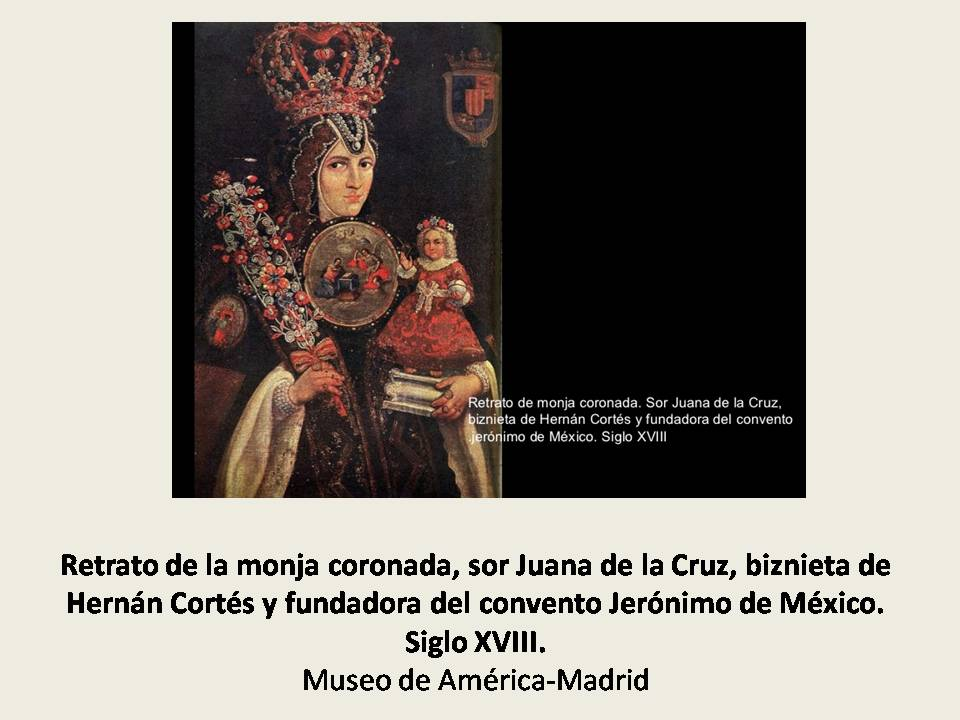 Retrato de monja coronada. Sor Juana de la Cruz,
biznieta de Hernán Cortés y fundadora del convento
.jerónimo de México. Siglo XVIII
Retrato de la monja coronada, sor Juana de la Cruz, biznieta de
Hernán Cortés y fundadora del convento Jerónimo de México.
Siglo XVIII.
Museo de América-Madrid